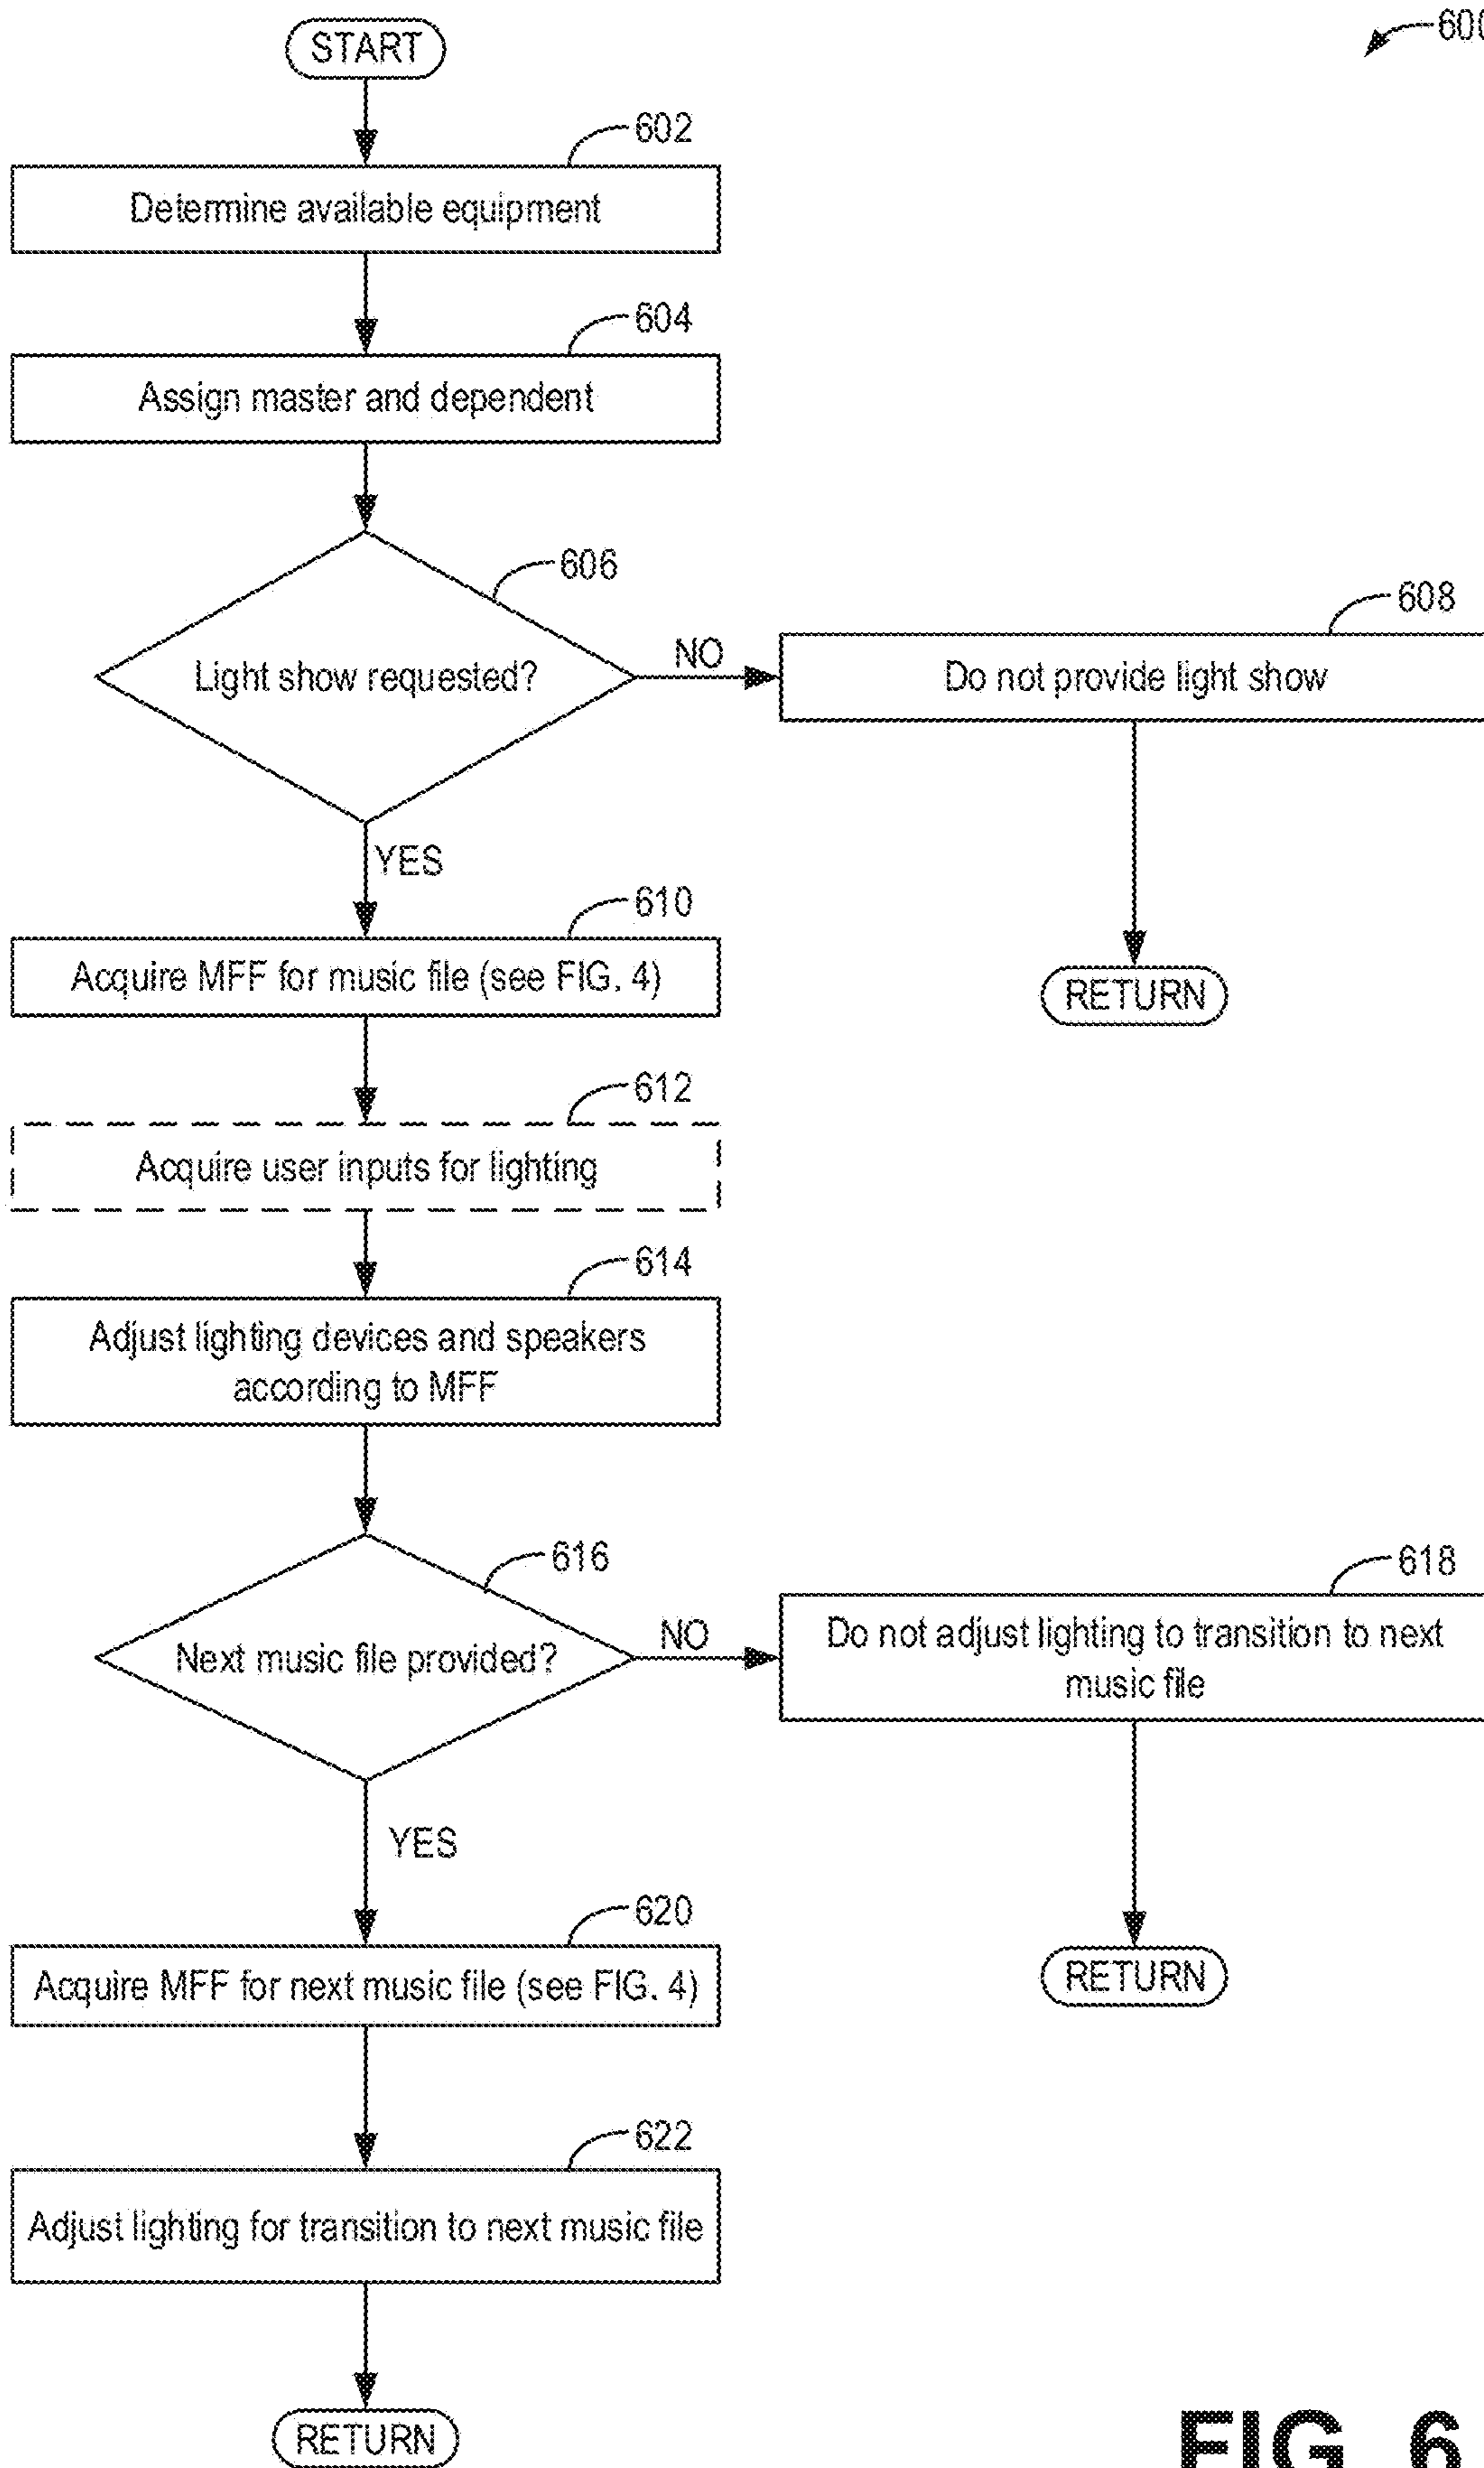 600
START
602
Determine available equipment
604
Assign master and dependent
606
Light show requested?
NO
608
Do not provide light show
YES
RETURN
610
Acquire MFF for music file (see FIG. 4)
612
Acquire user inputs for lighting
614
Adjust lighting devices and speakers
according to MFF
616
Next music file provided?
NO
618
Do not adjust lighting to transition to next
music file
YES
RETURN
620
Acquire MFF for next music file (see FIG. 4)
622
Adjust lighting for transition to next music file
RETURN
FIG. 6